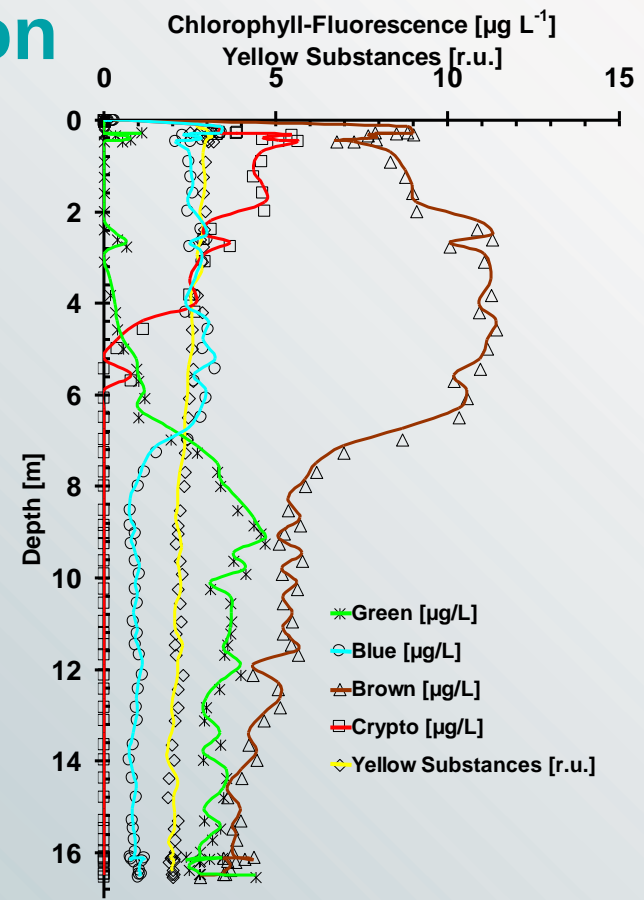 on
Chlorophyll-Fluorescence [µg L-1]
Yellow Substances [r.u.]
0 5 10 15
0
2
4
6
8
10
12
14
16
Depth [m]
Green [µg/L]
Blue [µg/L]
Brown [µg/L]
Crypto [µg/L]
Yellow Substances [r.u.]